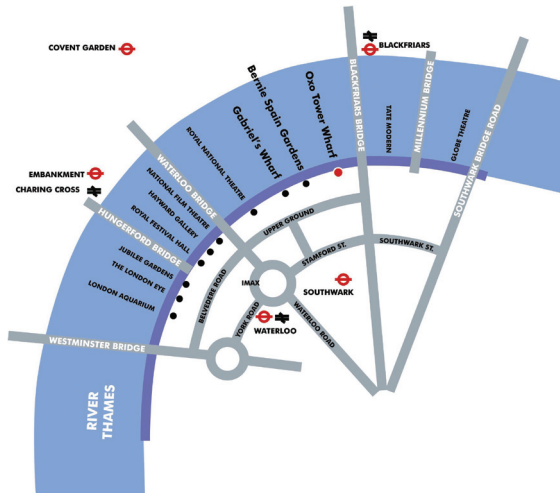 COVENT GARDEN
BLACKFRIARS
EMBANKMENT
CHARING CROSS
WATERLOO BRIDGE
HUNGERFORD BRIDGE
WESTMINSTER BRIDGE
BLACKFRIARS BRIDGE
MILLENNIUM BRIDGE
SOUTHWARK BRIDGE ROAD
LONDON AQUARIUM
THE LONDON EYE
JUBILEE GARDENS
ROYAL FESTIVAL HALL
HAYWARD GALLERY
NATIONAL FILM THEATRE
ROYAL NATIONAL THEATRE
Gabriel's Wharf
Bernie Spain Gardens
Oxo Tower Wharf
TATE MODERN
GLOBE THEATRE
UPPER GROUND
STAMFORD ST.
SOUTHWARK ST.
BELVEDERE ROAD
IMAX
SOUTHWARK
YORK ROAD
WATERLOO
WATERLOO ROAD
RIVER
THAMES